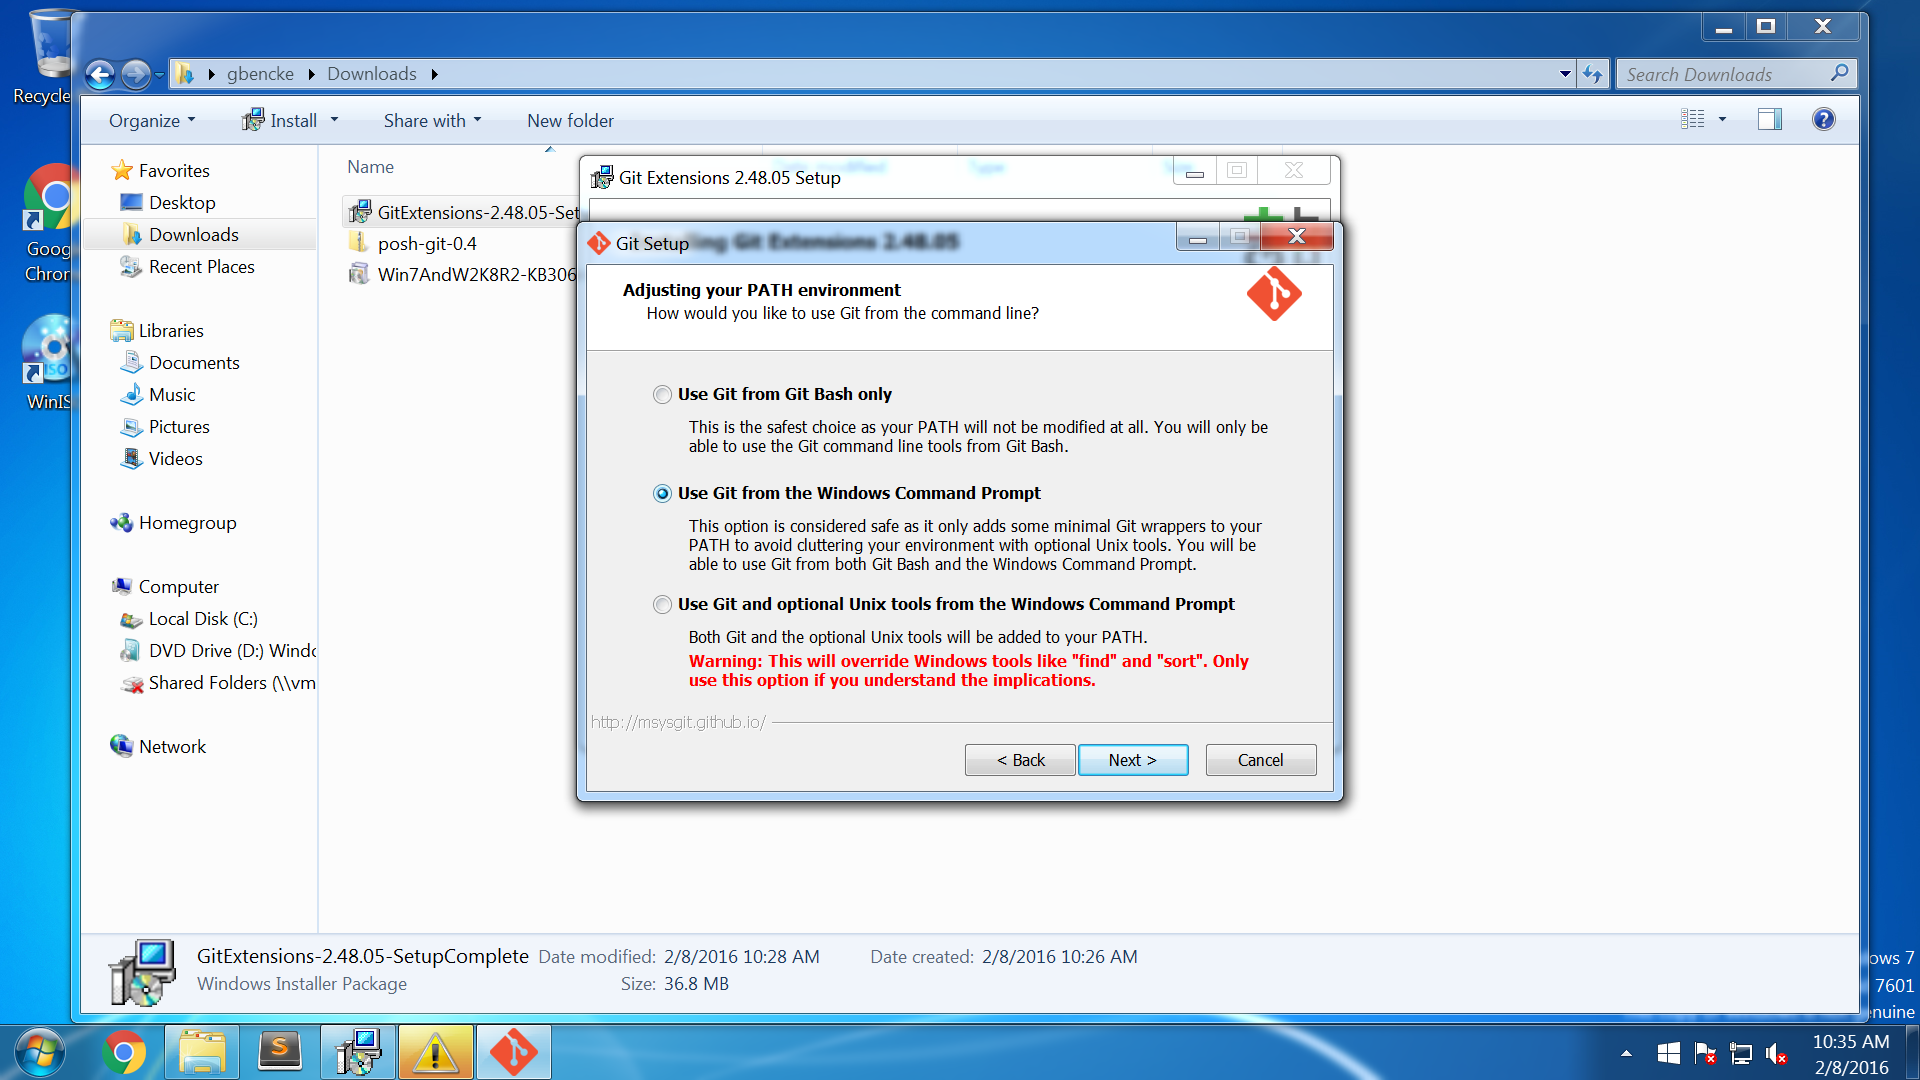 Recycle
Goog
Chron
WinIS
gbencke
Downloads
Search Downloads
Organize
Install
Share with
New folder
Favorites
Desktop
Downloads
Recent Places
Libraries
Documents
Music
Pictures
Videos
Homegroup
Computer
Local Disk (C:)
DVD Drive (D:) Windo
Shared Folders (\\vm
Network
Name
GitExtensions-2.48.05-Set
posh-git-0.4
Win7AndW2K8R2-KB306
Git Extensions 2.48.05 Setup
Installing Git Extensions 2.48.05
Git Setup
Adjusting your PATH environment
How would you like to use Git from the command line?
Use Git from Git Bash only
This is the safest choice as your PATH will not be modified at all. You will only be
able to use the Git command line tools from Git Bash.
Use Git from the Windows Command Prompt
This option is considered safe as it only adds some minimal Git wrappers to your
PATH to avoid cluttering your environment with optional Unix tools. You will be
able to use Git from both Git Bash and the Windows Command Prompt.
Use Git and optional Unix tools from the Windows Command Prompt
Both Git and the optional Unix tools will be added to your PATH.
Warning: This will override Windows tools like "find" and "sort". Only
use this option if you understand the implications.
http://msysgit.github.io/
< Back
Next >
Cancel
GitExtensions-2.48.05-SetupComplete
Date modified: 2/8/2016 10:28 AM
Date created: 2/8/2016 10:26 AM
Windows Installer Package
Size: 36.8 MB
ows 7
7601
enuine
10:35 AM
2/8/2016